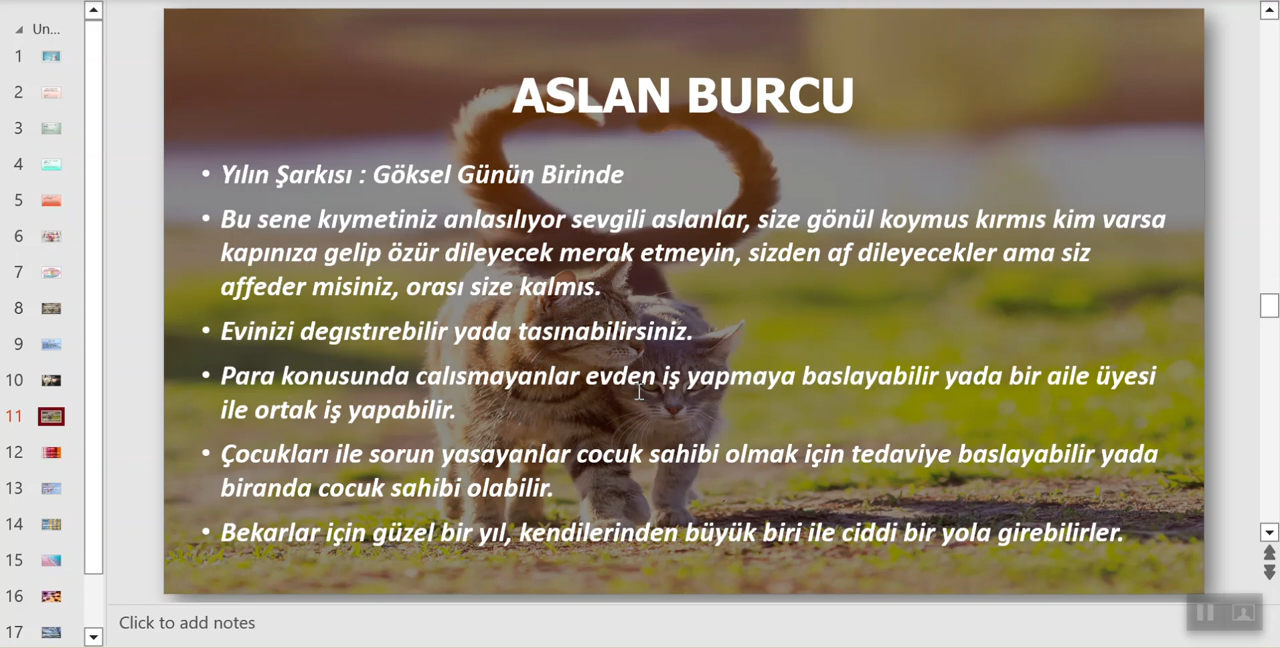 Un...
1
2
3
4
5
6
7
8
9
10
11
12
13
14
15
16
17
ASLAN BURCU
• Yılın Şarkısı : Göksel Günün Birinde
• Bu sene kıymetiniz anlasılıyor sevgili aslanlar, size gönül koymus kırmıs kim varsa
kapınıza gelip özür dileyecek merak etmeyin, sizden af dileyecekler ama siz
affeder misiniz, orası size kalmıs.
• Evinizi degıstırebilir yada tasınabilirsiniz.
• Para konusunda calısmayanlar evden iş yapmaya baslayabilir yada bir aile üyesi
ile ortak iş yapabilir.
• Çocukları ile sorun yasayanlar cocuk sahibi olmak için tedaviye baslayabilir yada
biranda cocuk sahibi olabilir.
• Bekarlar için güzel bir yıl, kendilerinden büyük biri ile ciddi bir yola girebilirler.
Click to add notes